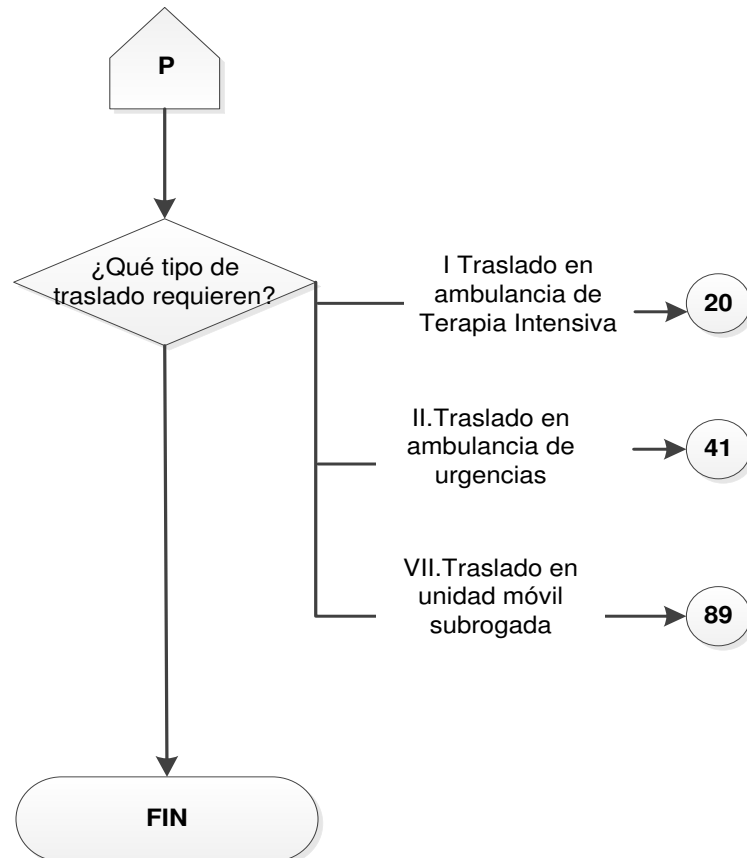 P
¿Qué tipo de
traslado requieren?
I Traslado en
ambulancia de
Terapia Intensiva
20
II.Traslado en
ambulancia de
urgencias
41
VII.Traslado en
unidad móvil
subrogada
89
FIN